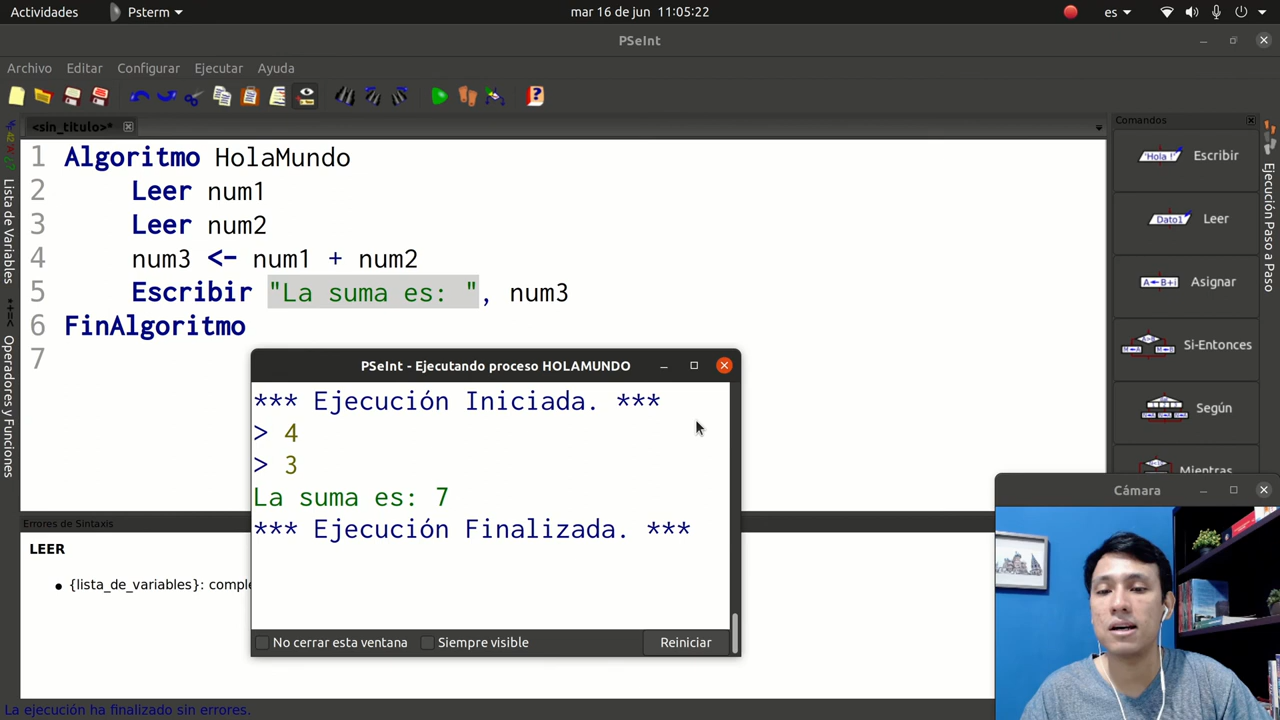 Actividades Psterm mar 16 de jun 11:05:22 es
PSeInt
Archivo Editar Configurar Ejecutar Ayuda
<sin_titulo>*
Comandos
Lista de Variables
Operadores y Funciones
1 Algoritmo HolaMundo
2 Leer num1
3 Leer num2
4 num3 <- num1 + num2
5 Escribir "La suma es: ", num3
6 FinAlgoritmo
7
'Hola !' Escribir
Dato1 Leer
A←B+i Asignar
Si-Entonces
Según
Mientras
Ejecución Paso a Paso
PSeInt - Ejecutando proceso HOLAMUNDO
*** Ejecución Iniciada. ***
> 4
> 3
La suma es: 7
*** Ejecución Finalizada. ***
No cerrar esta ventana Siempre visible Reiniciar
Errores de Sintaxis
LEER
• {lista_de_variables}: comple
Cámara
La ejecución ha finalizado sin errores.